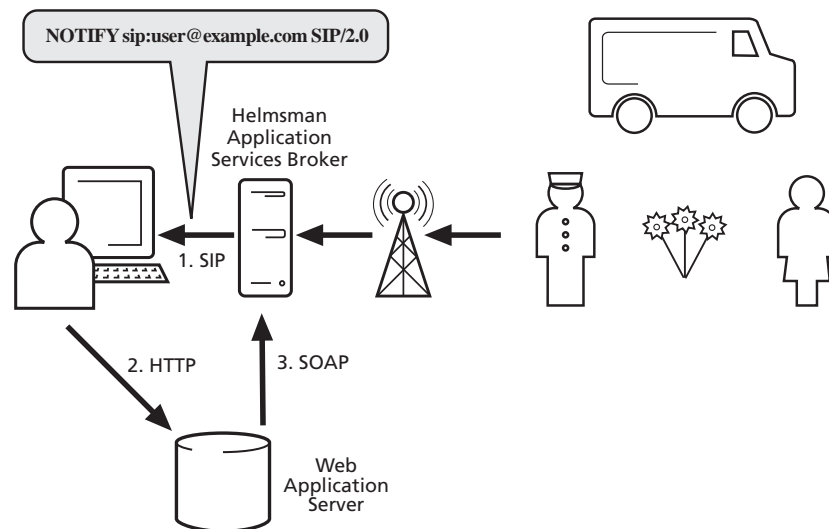 NOTIFY sip:user@example.com SIP/2.0
Helmsman
Application
Services Broker
1. SIP
2. HTTP
3. SOAP
Web
Application
Server